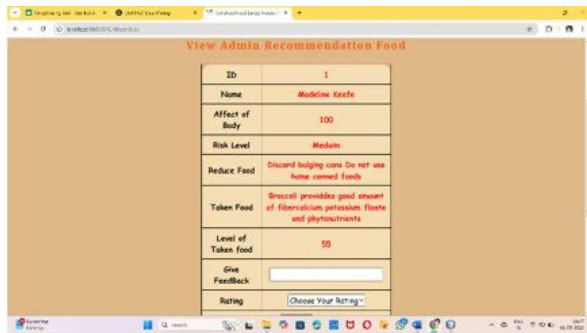 View Admin Recommendation Food
ID 1
Name Madeline Keefe
Affect of
Body 100
Risk Level Meduim
Reduce Food Discard bulging cans Do not use
home canned foods
Taken Food Broccoli providdes good amount
of fibercalcium potassium floate
and phytonutrients
Level of
Taken food 55
Give
FeedBack
Rating Choose Your Rating
Search